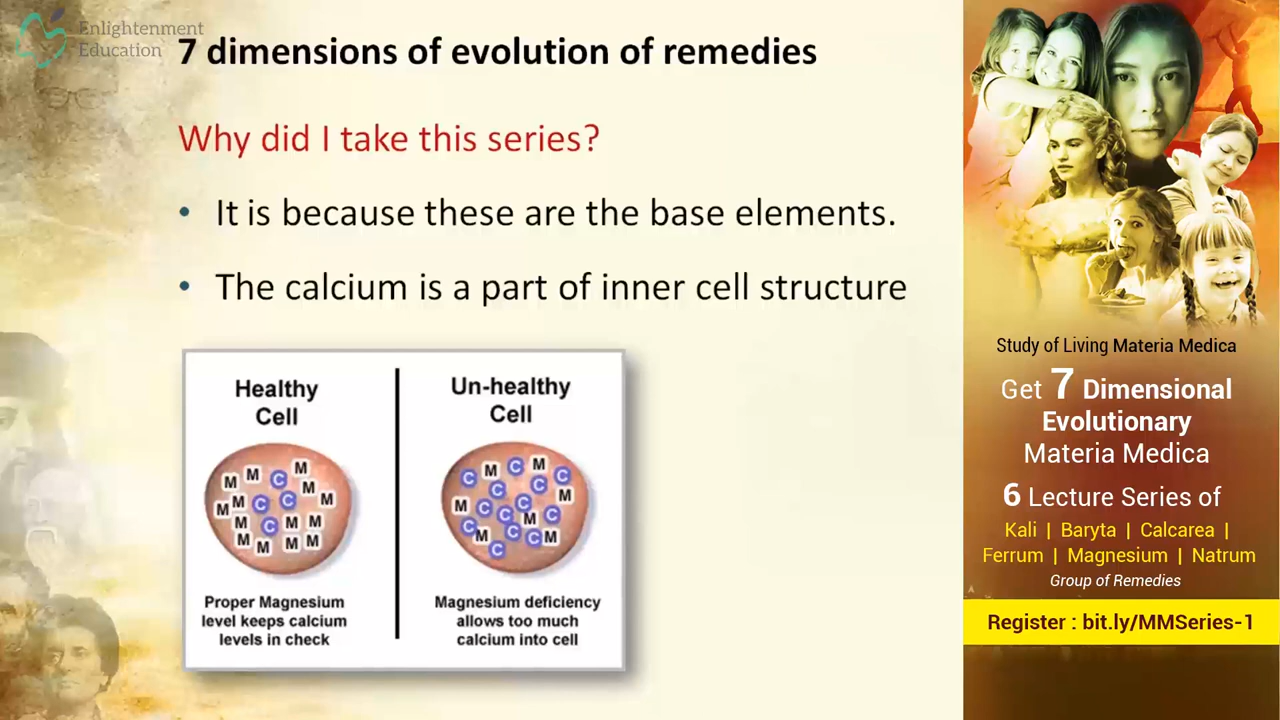 Enlightenment
Education
7 dimensions of evolution of remedies
Why did I take this series?
• It is because these are the base elements.
• The calcium is a part of inner cell structure
Healthy
Cell
M M C M M M M C C M M C M M M M M M
Proper Magnesium
level keeps calcium
levels in check
Un-healthy
Cell
C M C M C C C M M C C C M C C M C M C
Magnesium deficiency
allows too much
calcium into cell
Study of Living Materia Medica
Get 7 Dimensional
Evolutionary
Materia Medica
6 Lecture Series of
Kali | Baryta | Calcarea |
Ferrum | Magnesium | Natrum
Group of Remedies
Register : bit.ly/MMSeries-1